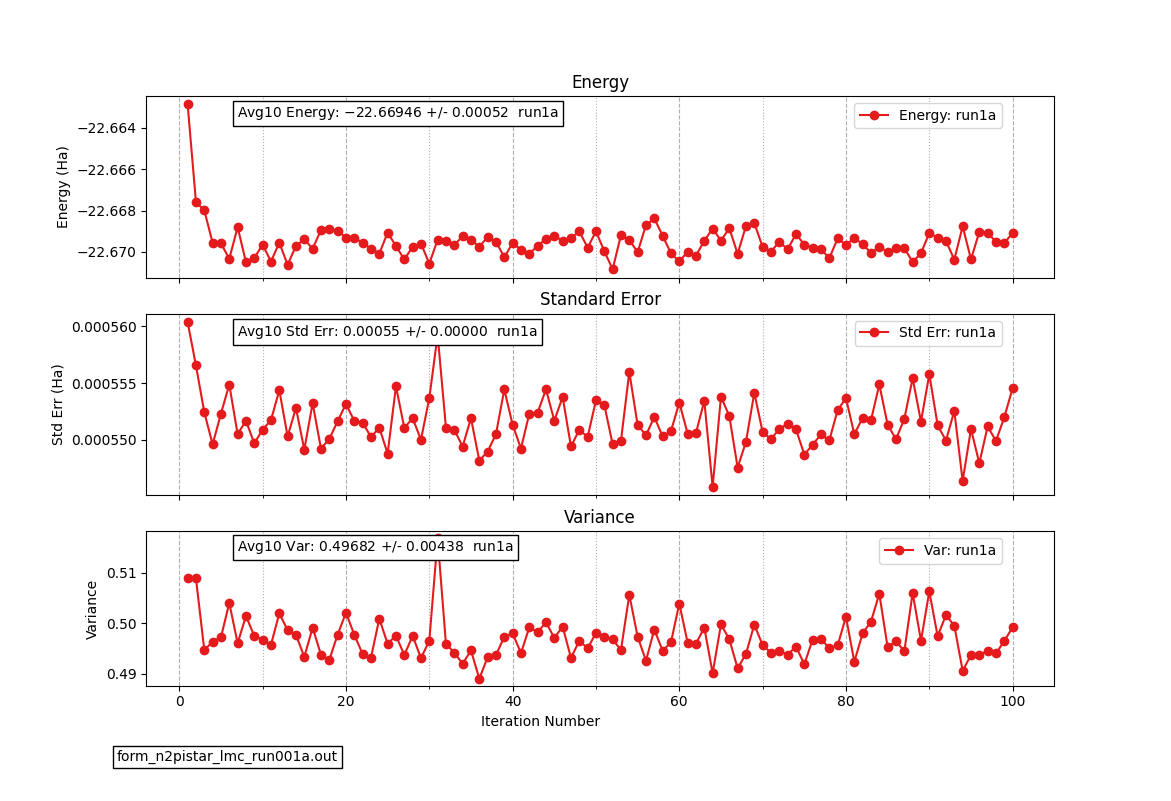 Energy
Avg10 Energy: −22.66946 +/- 0.00052 run1a
Energy: run1a
−22.664
−22.666
−22.668
−22.670
Energy (Ha)
Standard Error
Avg10 Std Err: 0.00055 +/- 0.00000 run1a
Std Err: run1a
0.000560
0.000555
0.000550
Std Err (Ha)
Variance
Avg10 Var: 0.49682 +/- 0.00438 run1a
Var: run1a
0.51
0.50
0.49
Variance
0 20 40 60 80 100
Iteration Number
form_n2pistar_lmc_run001a.out